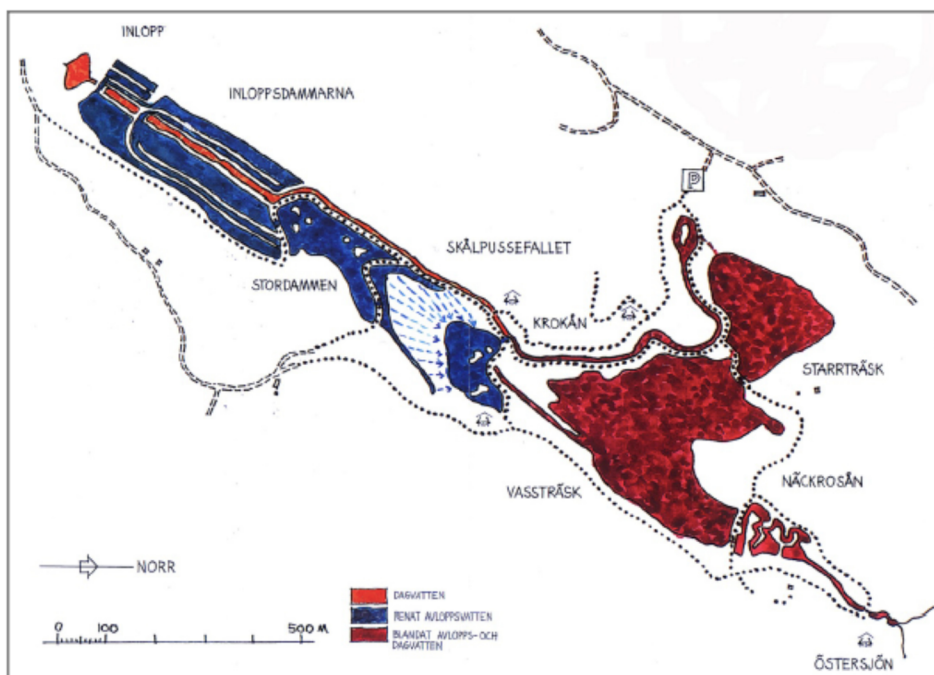 INLOPP
INLOPPSDAMMARNA
P
SKÅLPUSSEFALLET
STORDAMMEN
KROKÅN
STARRTRÄSK
VASSTRÄSK
NÄCKROSÅN
NORR
DAGVATTEN
RENAT AVLOPPSVATTEN
BLANDAT AVLOPPS- OCH
DAGVATTEN
0 100 500 M
ÖSTERSJÖN